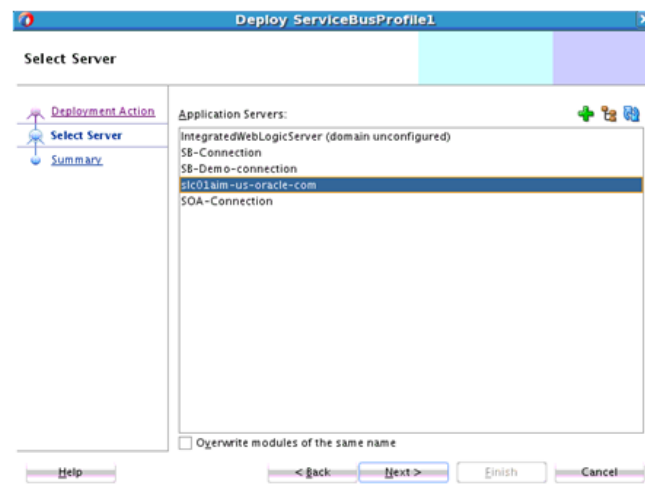 Deploy ServiceBusProfile1
Select Server
Deployment Action
Select Server
Summary
Application Servers:
IntegratedWebLogicServer (domain unconfigured)
SB-Connection
SB-Demo-connection
slc01aim-us-oracle-com
SOA-Connection
Overwrite modules of the same name
Help
< Back
Next >
Finish
Cancel